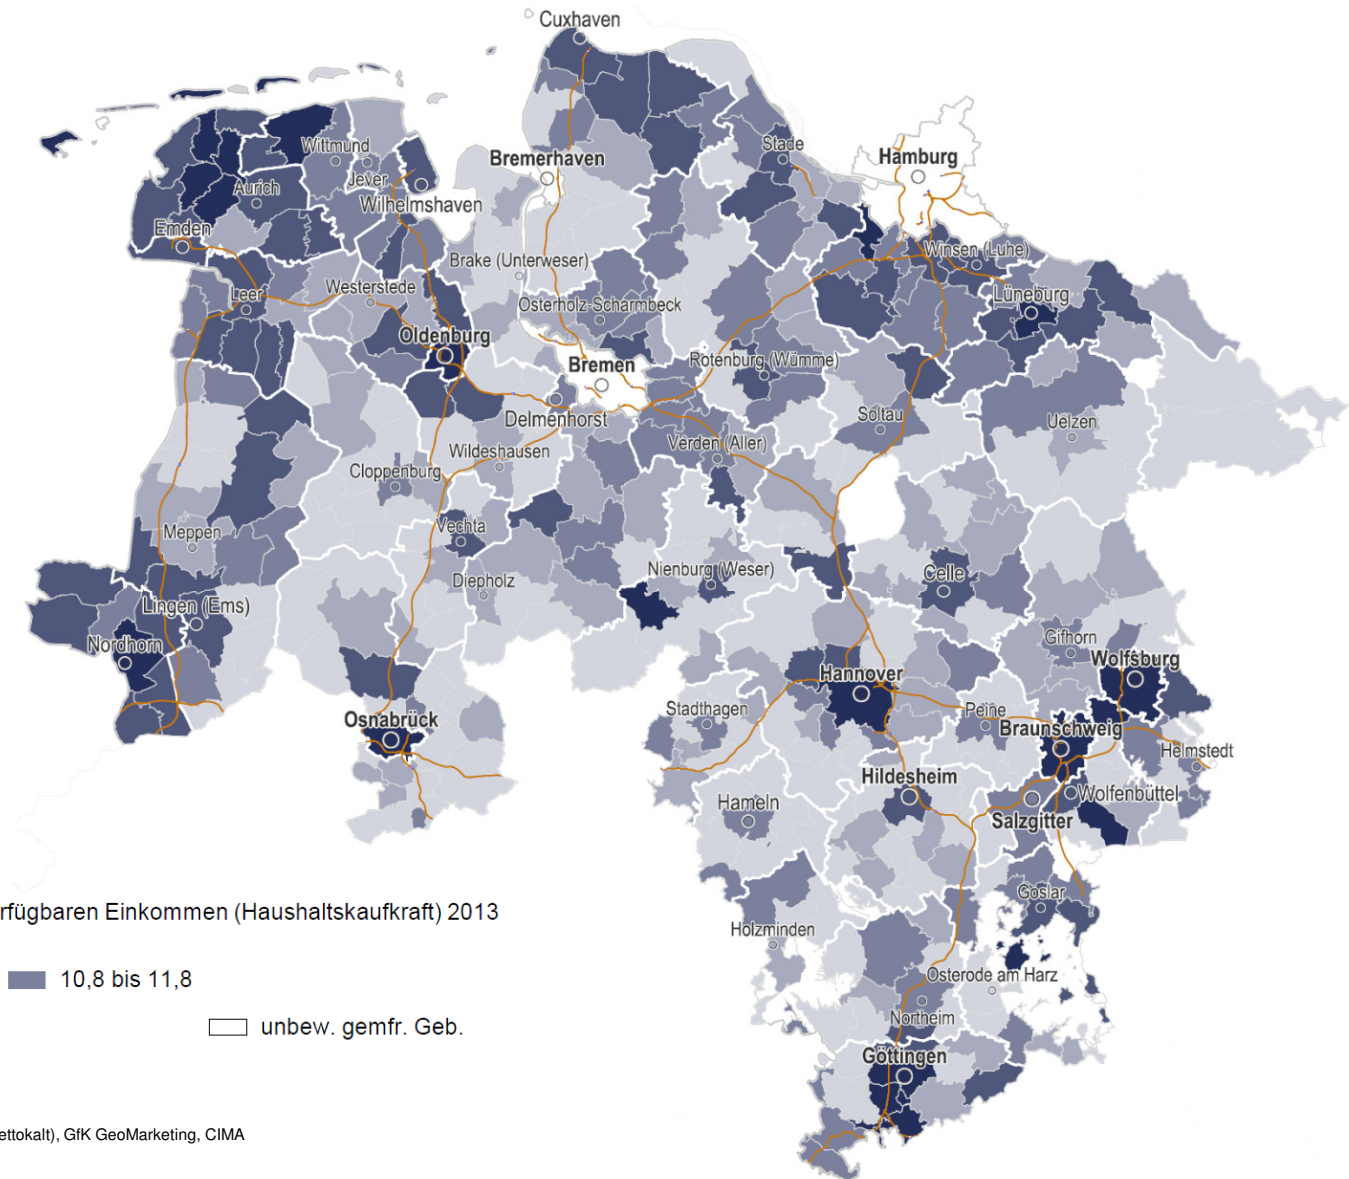 Cuxhaven
Wittmund
Bremerhaven
Stade
Hamburg
Aurich
Jever
Wilhelmshaven
Emden
Winsen (Luhe)
Brake (Unterweser)
Leer
Westerstede
Osterholz-Scharmbeck
Lüneburg
Oldenburg
Bremen
Rotenburg (Wümme)
Delmenhorst
Soltau
Uelzen
Wildeshausen
Verden (Aller)
Cloppenburg
Vechta
Meppen
Diepholz
Nienburg (Weser)
Celle
Lingen (Ems)
Nordhorn
Gifhorn
Wolfsburg
Hannover
Osnabrück
Stadthagen
Peine
Braunschweig
Helmstedt
Hildesheim
Hameln
Wolfenbüttel
Salzgitter
Goslar
rfügbaren Einkommen (Haushaltskaufkraft) 2013
Holzminden
10,8 bis 11,8
Osterode am Harz
Northeim
unbew. gemfr. Geb.
Göttingen
ettokalt), GfK GeoMarketing, CIMA